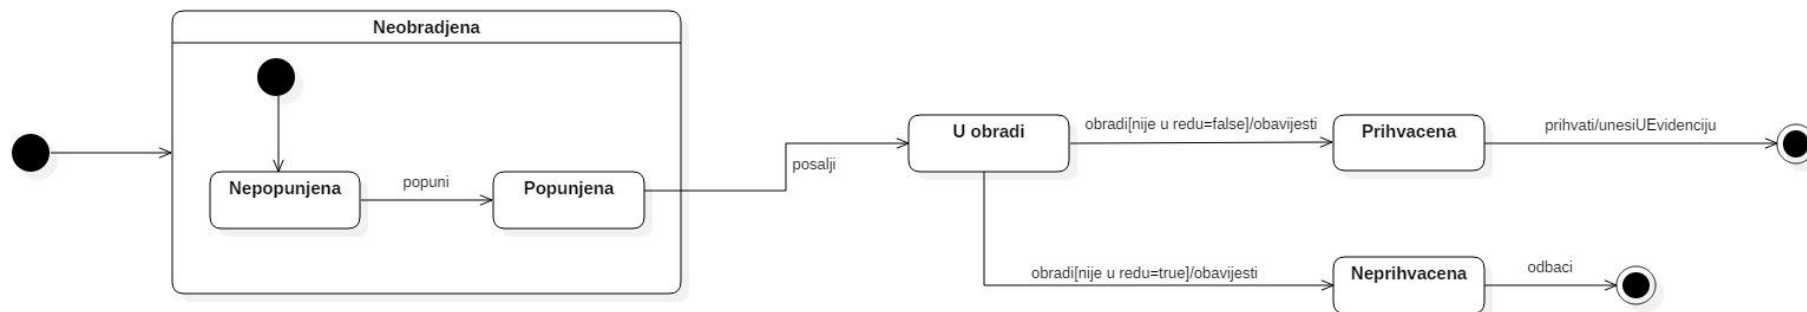 Neobradjena
Nepopunjena
popuni
Popunjena
posalji
U obradi
obradi[nije u redu=false]/obavijesti
Prihvacena
prihvati/unesiUEvidenciju
obradi[nije u redu=true]/obavijesti
Neprihvacena
odbaci